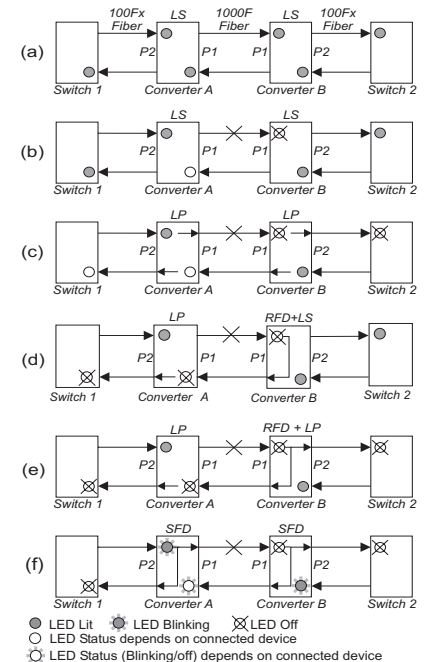 100Fx Fiber LS 1000F Fiber LS 100Fx Fiber
(a) P2 P1 P1 P2
Switch 1 Converter A Converter B Switch 2
LS LS
(b) P2 P1 P1 P2
Switch 1 Converter A Converter B Switch 2
LP LP
(c) P2 P1 P1 P2
Switch 1 Converter A Converter B Switch 2
LP RFD+LS
(d) P2 P1 P1 P2
Switch 1 Converter A Converter B Switch 2
LP RFD + LP
(e) P2 P1 P1 P2
Switch 1 Converter A Converter B Switch 2
SFD SFD
(f) P2 P1 P1 P2
Switch 1 Converter A Converter B Switch 2
LED Lit LED Blinking LED Off
LED Status depends on connected device
LED Status (Blinking/off) depends on connected device